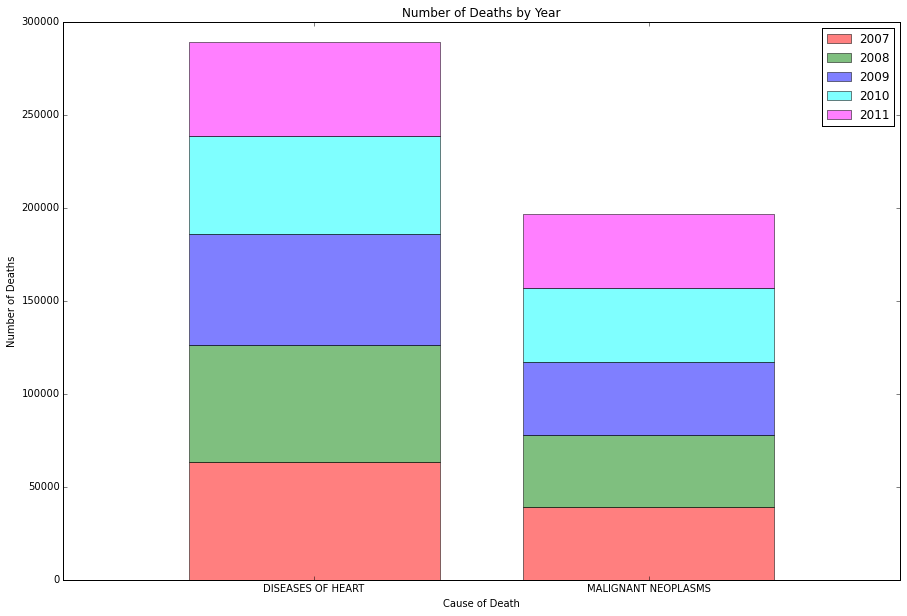 Number of Deaths by Year
300000
250000
200000
150000
100000
50000
0
Number of Deaths
2007
2008
2009
2010
2011
DISEASES OF HEART
MALIGNANT NEOPLASMS
Cause of Death